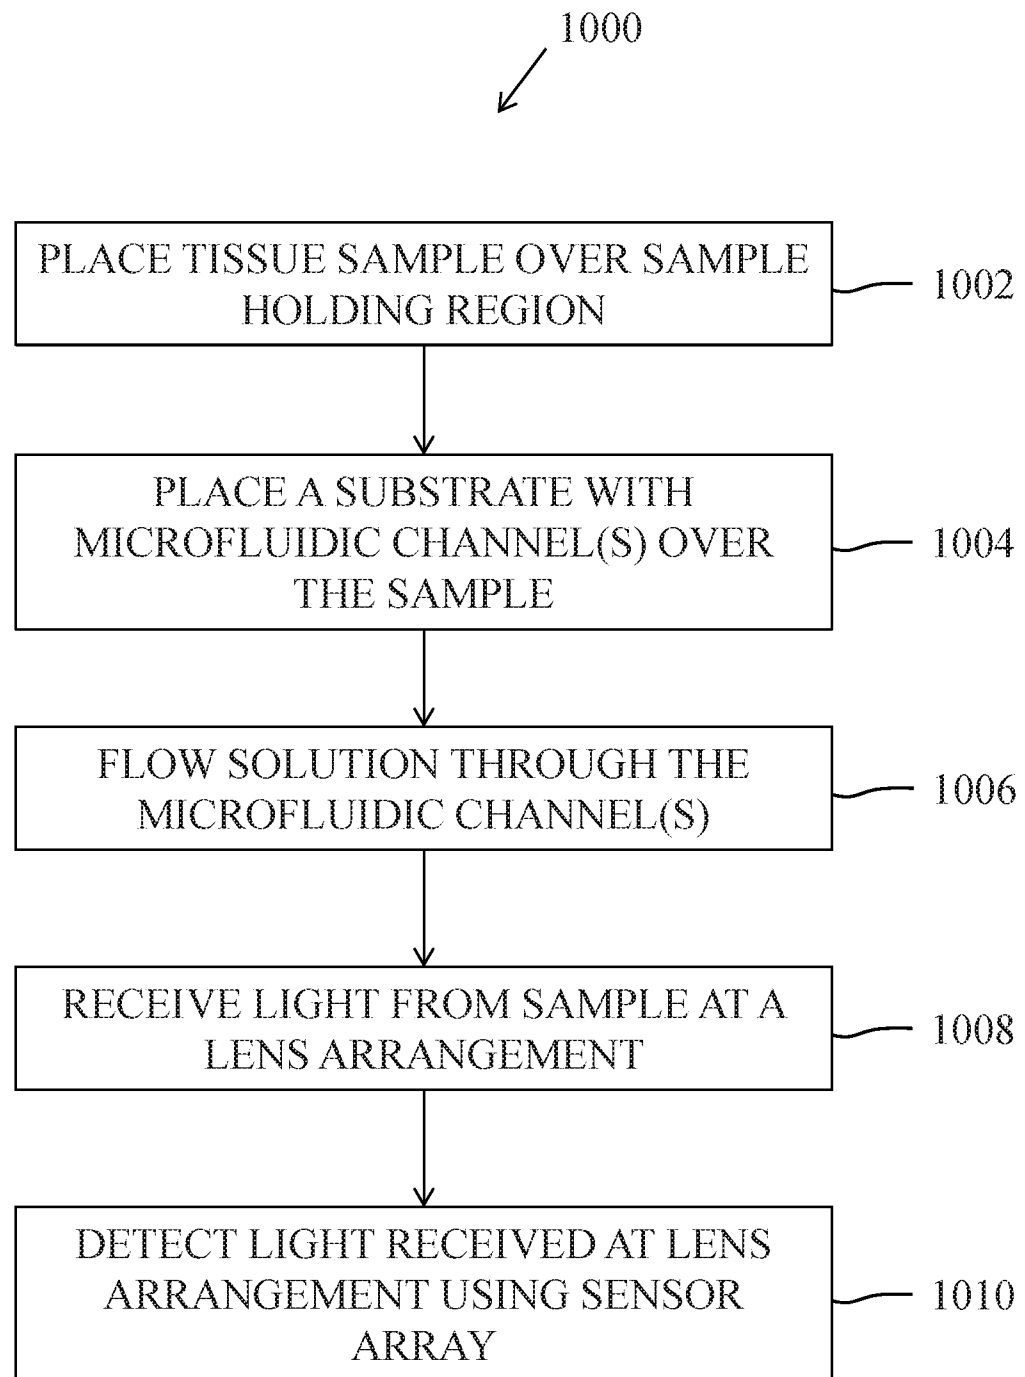 1000
PLACE TISSUE SAMPLE OVER SAMPLE
HOLDING REGION
1002
PLACE A SUBSTRATE WITH
MICROFLUIDIC CHANNEL(S) OVER
THE SAMPLE
1004
FLOW SOLUTION THROUGH THE
MICROFLUIDIC CHANNEL(S)
1006
RECEIVE LIGHT FROM SAMPLE AT A
LENS ARRANGEMENT
1008
DETECT LIGHT RECEIVED AT LENS
ARRANGEMENT USING SENSOR
ARRAY
1010